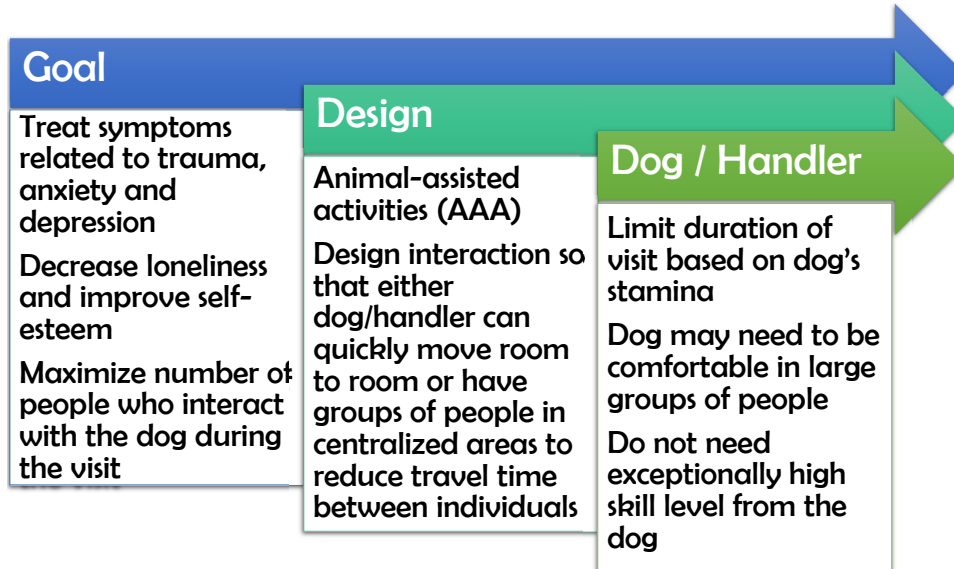 Goal
Treat symptoms
related to trauma,
anxiety and
depression
Decrease loneliness
and improve self-
esteem
Maximize number of
people who interact
with the dog during
the visit
Design
Animal-assisted
activities (AAA)
Design interaction so
that either
dog/handler can
quickly move room
to room or have
groups of people in
centralized areas to
reduce travel time
between individuals
Dog / Handler
Limit duration of
visit based on dog's
stamina
Dog may need to be
comfortable in large
groups of people
Do not need
exceptionally high
skill level from the
dog